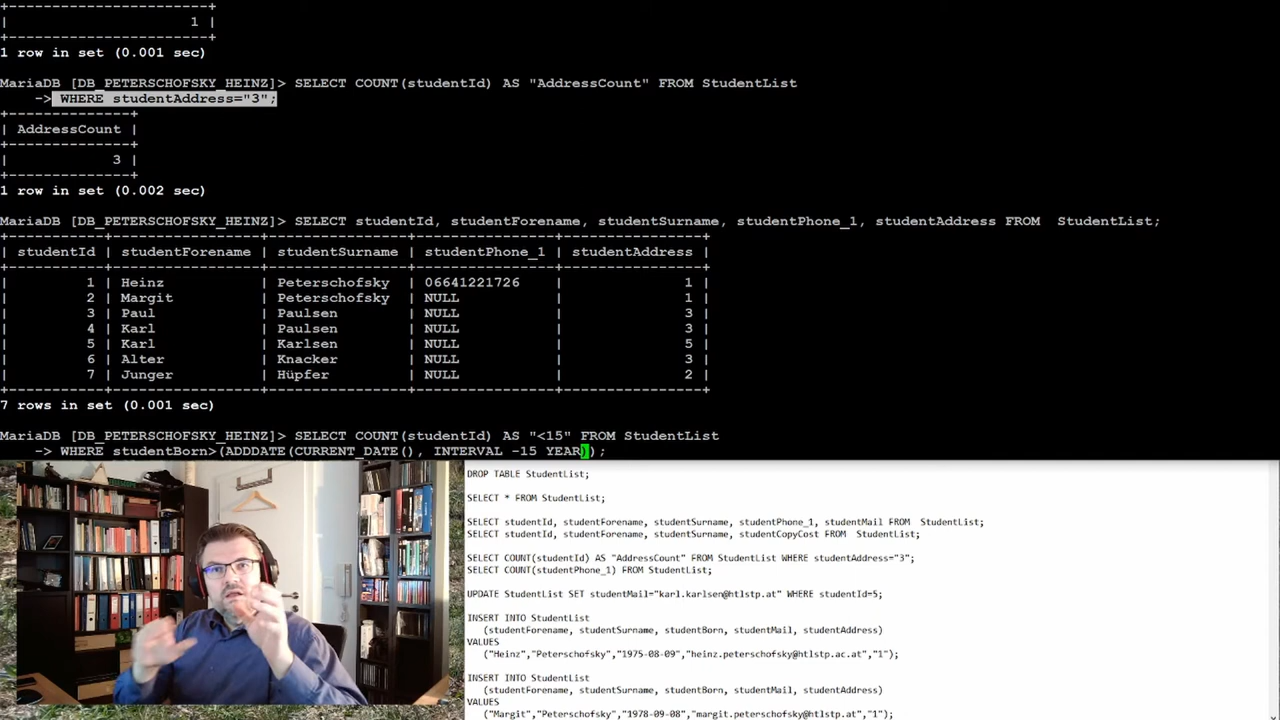 +----------------------+
|                    1 |
+----------------------+
1 row in set (0.001 sec)
MariaDB [DB_PETERSCHOFSKY_HEINZ]> SELECT COUNT(studentId) AS "AddressCount" FROM StudentList
    -> WHERE studentAddress="3";
+--------------+
| AddressCount |
+--------------+
|            3 |
+--------------+
1 row in set (0.002 sec)
MariaDB [DB_PETERSCHOFSKY_HEINZ]> SELECT studentId, studentForename, studentSurname, studentPhone_1, studentAddress FROM  StudentList;
+-----------+-----------------+----------------+----------------+----------------+
| studentId | studentForename | studentSurname | studentPhone_1 | studentAddress |
+-----------+-----------------+----------------+----------------+----------------+
|         1 | Heinz           | Peterschofsky  | 06641221726    |              1 |
|         2 | Margit          | Peterschofsky  | NULL           |              1 |
|         3 | Paul            | Paulsen        | NULL           |              3 |
|         4 | Karl            | Paulsen        | NULL           |              3 |
|         5 | Karl            | Karlsen        | NULL           |              5 |
|         6 | Alter           | Knacker        | NULL           |              3 |
|         7 | Junger          | Hüpfer         | NULL           |              2 |
+-----------+-----------------+----------------+----------------+----------------+
7 rows in set (0.001 sec)
MariaDB [DB_PETERSCHOFSKY_HEINZ]> SELECT COUNT(studentId) AS "<15" FROM StudentList
    -> WHERE studentBorn>(ADDDATE(CURRENT_DATE(), INTERVAL -15 YEAR));
DROP TABLE StudentList;
SELECT * FROM StudentList;
SELECT studentId, studentForename, studentSurname, studentPhone_1, studentMail FROM  StudentList;
SELECT studentId, studentForename, studentSurname, studentCopyCost FROM  StudentList;
SELECT COUNT(studentId) AS "AddressCount" FROM StudentList WHERE studentAddress="3";
SELECT COUNT(studentPhone_1) FROM StudentList;
UPDATE StudentList SET studentMail="karl.karlsen@htlstp.at" WHERE studentId=5;
INSERT INTO StudentList
(studentForename, studentSurname, studentBorn, studentMail, studentAddress)
VALUES
("Heinz","Peterschofsky","1975-08-09","heinz.peterschofsky@htlstp.ac.at","1");
INSERT INTO StudentList
(studentForename, studentSurname, studentBorn, studentMail, studentAddress)
VALUES
("Margit","Peterschofsky","1978-09-08","margit.peterschofsky@htlstp.at","1");